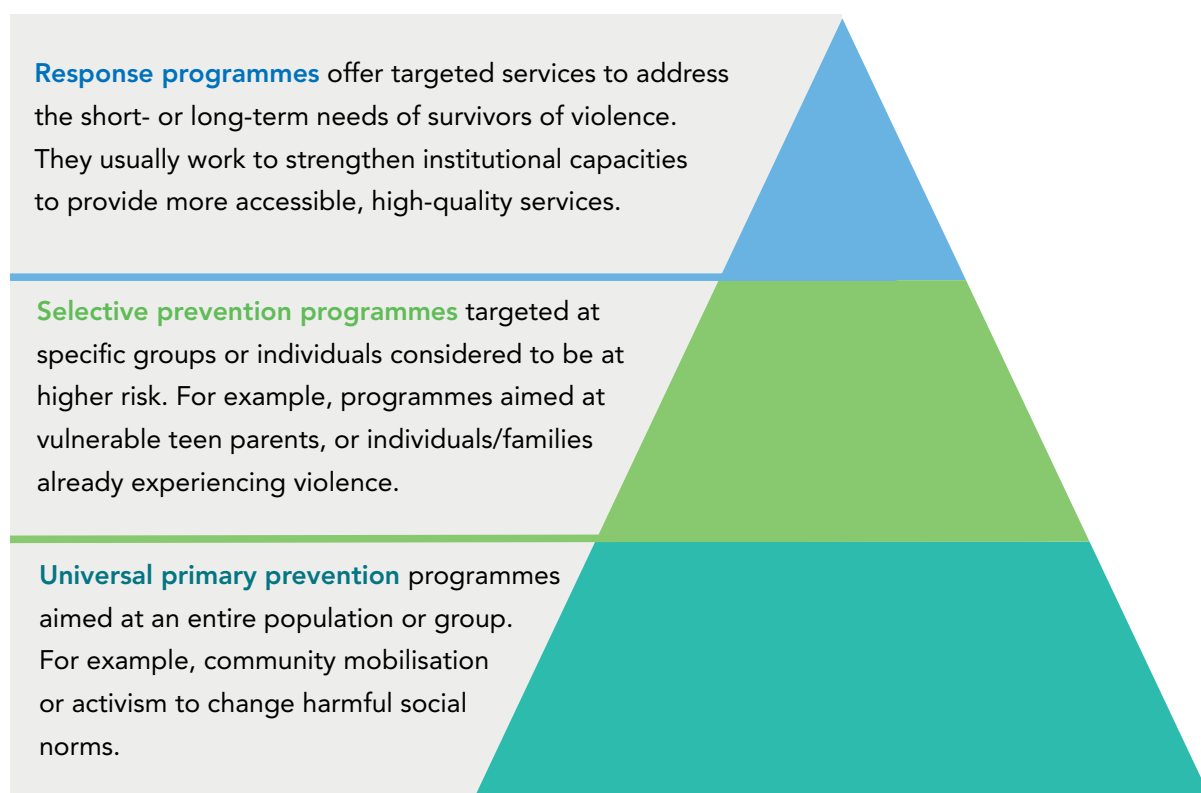 Response programmes offer targeted services to address
the short- or long-term needs of survivors of violence.
They usually work to strengthen institutional capacities
to provide more accessible, high-quality services.
Selective prevention programmes targeted at
specific groups or individuals considered to be at
higher risk. For example, programmes aimed at
vulnerable teen parents, or individuals/families
already experiencing violence.
Universal primary prevention programmes
aimed at an entire population or group.
For example, community mobilisation
or activism to change harmful social
norms.